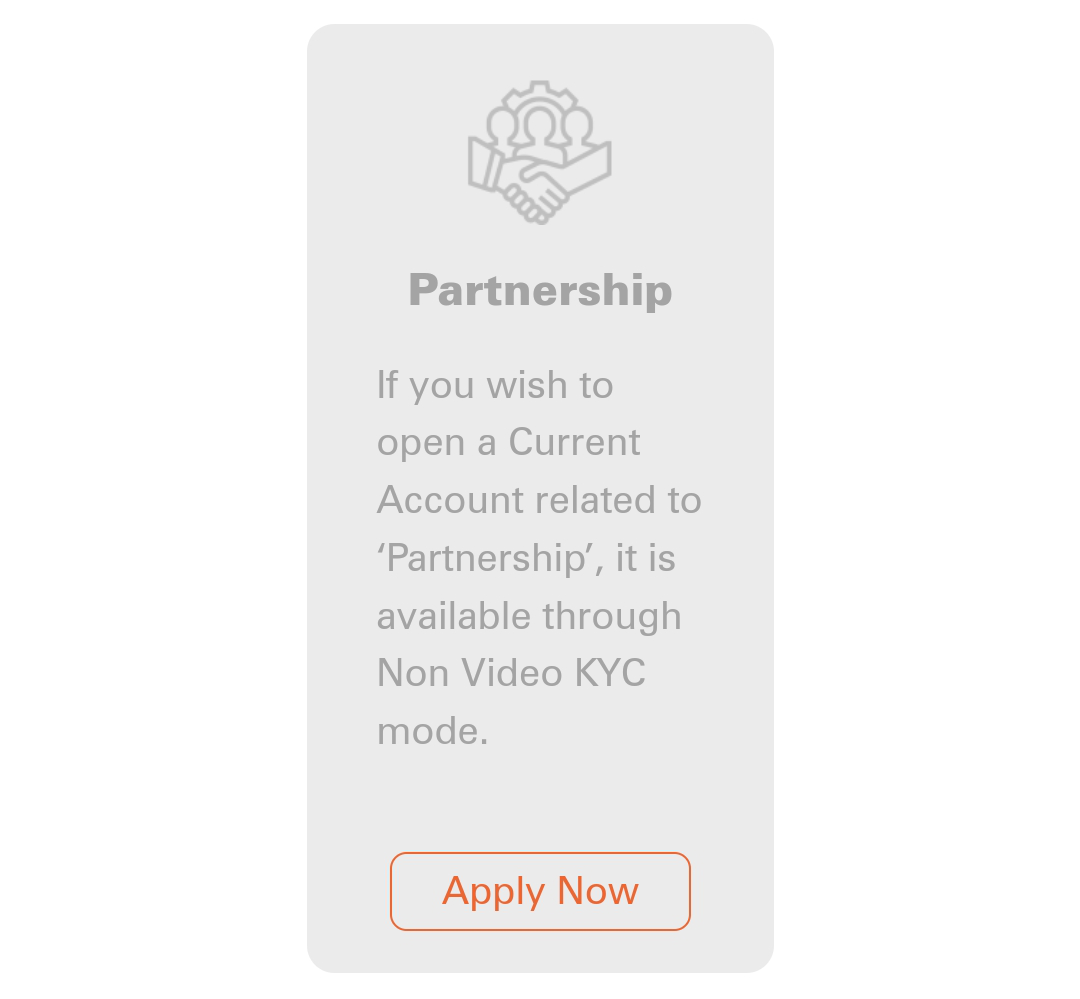 Partnership
If you wish to
open a Current
Account related to
‘Partnership’, it is
available through
Non Video KYC
mode.
Apply Now